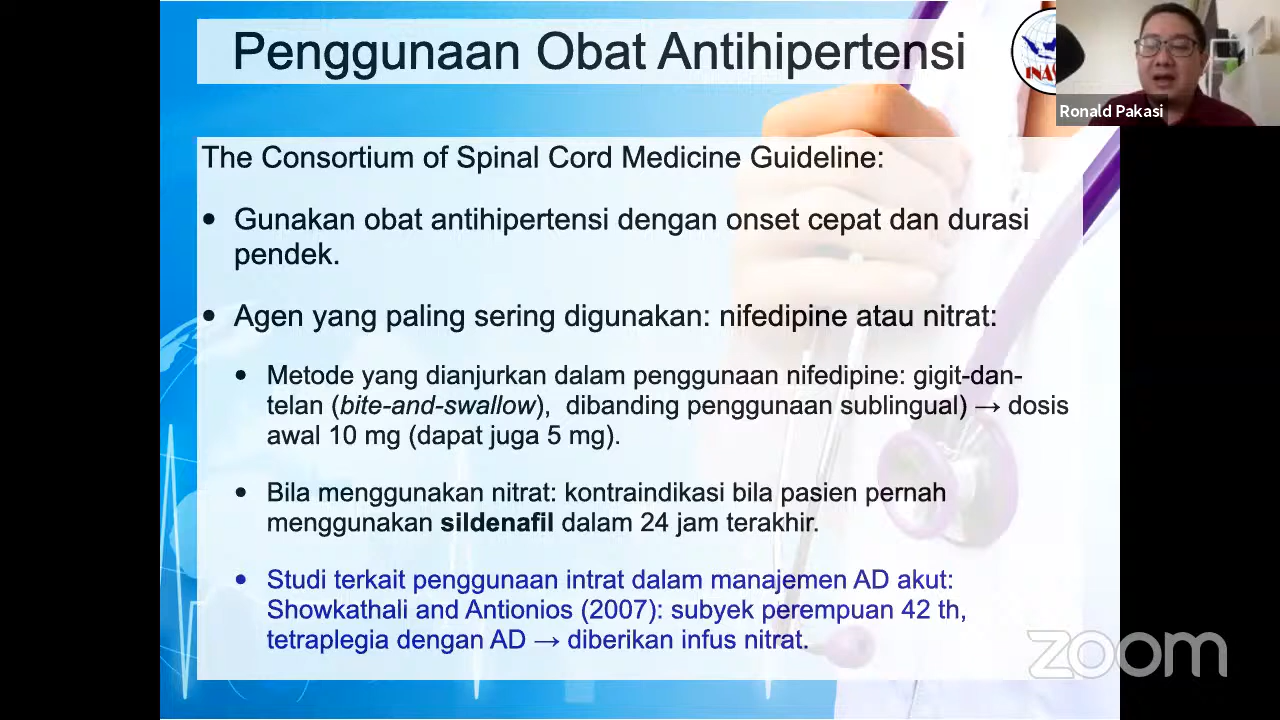 Penggunaan Obat Antihipertensi
Ronald Pakasi
The Consortium of Spinal Cord Medicine Guideline:
• Gunakan obat antihipertensi dengan onset cepat dan durasi
pendek.
• Agen yang paling sering digunakan: nifedipine atau nitrat:
• Metode yang dianjurkan dalam penggunaan nifedipine: gigit-dan-
telan (bite-and-swallow),  dibanding penggunaan sublingual) → dosis
awal 10 mg (dapat juga 5 mg).
• Bila menggunakan nitrat: kontraindikasi bila pasien pernah
menggunakan sildenafil dalam 24 jam terakhir.
• Studi terkait penggunaan intrat dalam manajemen AD akut:
Showkathali and Antionios (2007): subyek perempuan 42 th,
tetraplegia dengan AD → diberikan infus nitrat.
zoom